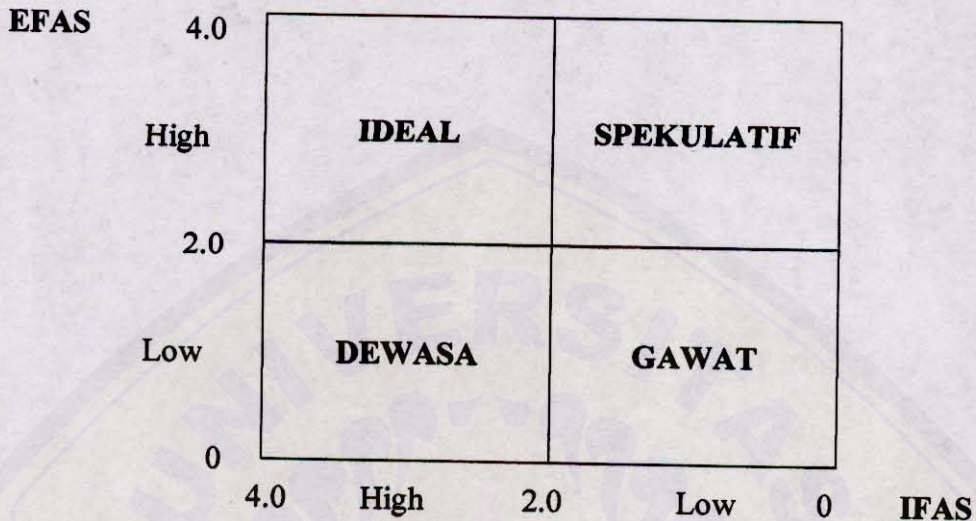 EFAS 4.0
High IDEAL SPEKULATIF
2.0
Low DEWASA GAWAT
0
4.0 High 2.0 Low 0 IFAS
UNIVERSITAS